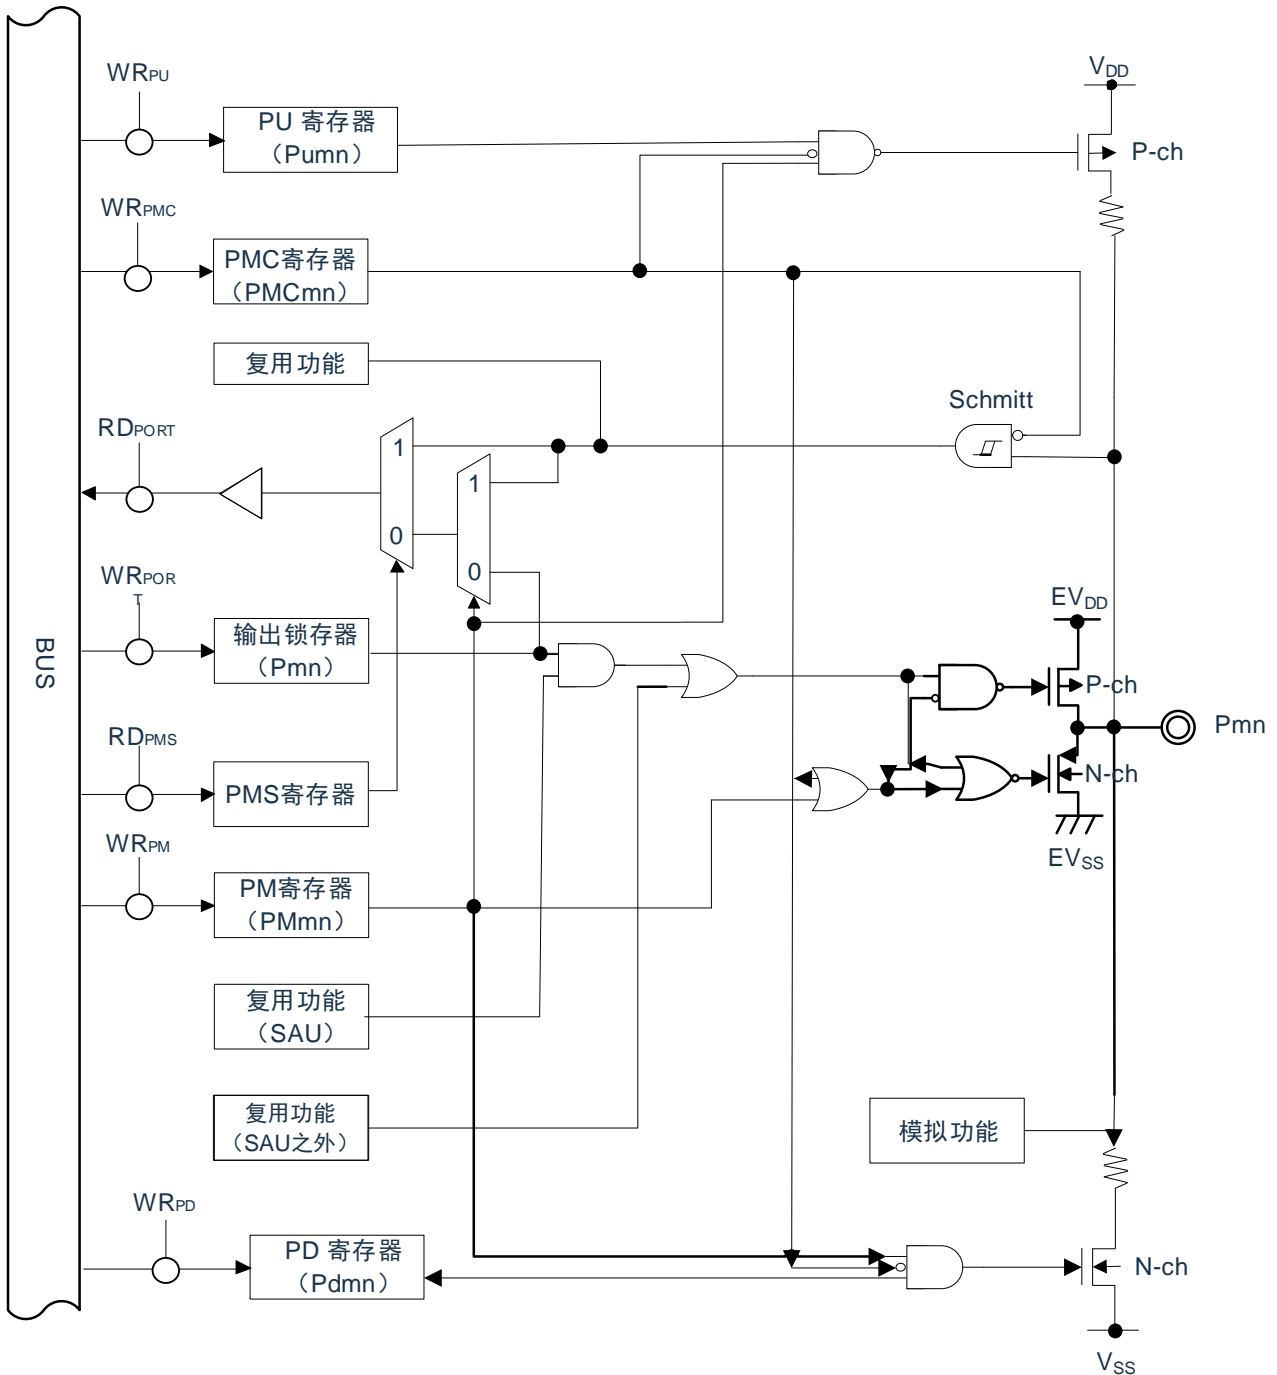 WRPU
VDD
PU 寄存器
（Pumn）
P-ch
WRPMC
PMC寄存器
（PMCmn）
复用功能
Schmitt
RDPORT
1
1
0
0
WRPOR
T
EVDD
BUS
输出锁存器
（Pmn）
P-ch
Pmn
RDPMS
PMS寄存器
N-ch
WRPM
EVSS
PM寄存器
（PMmn）
复用功能
（SAU）
复用功能
（SAU之外）
模拟功能
WRPD
PD 寄存器
（Pdmn）
N-ch
VSS